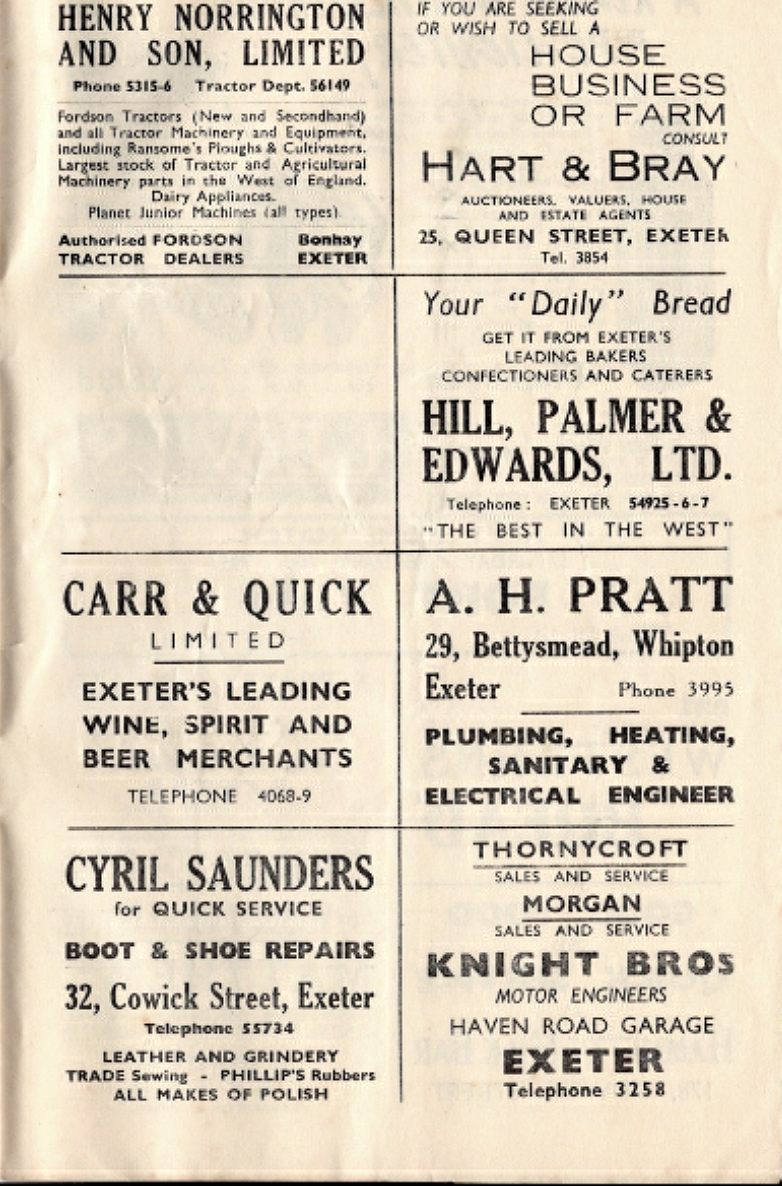 HENRY NORRINGTON
AND SON, LIMITED
Phone 5315-6 Tractor Dept. 56149
Fordson Tractors (New and Secondhand)
and all Tractor Machinery and Equipment,
including Ransome's Ploughs & Cultivators.
Largest stock of Tractor and Agricultural
Machinery parts in the West of England.
Dairy Appliances.
Planet Junior Machines (all types)
Authorised FORDSON Bonhay
TRACTOR DEALERS EXETER
IF YOU ARE SEEKING
OR WISH TO SELL A
HOUSE
BUSINESS
OR FARM
CONSULT
HART & BRAY
AUCTIONEERS, VALUERS, HOUSE
AND ESTATE AGENTS
25, QUEEN STREET, EXETER
Tel. 3854
Your "Daily" Bread
GET IT FROM EXETER'S
LEADING BAKERS
CONFECTIONERS AND CATERERS
HILL, PALMER &
EDWARDS, LTD.
Telephone: EXETER 54925-6-7
"THE BEST IN THE WEST"
CARR & QUICK
LIMITED
EXETER'S LEADING
WINE, SPIRIT AND
BEER MERCHANTS
TELEPHONE 4068-9
A. H. PRATT
29, Bettysmead, Whipton
Exeter Phone 3995
PLUMBING, HEATING,
SANITARY &
ELECTRICAL ENGINEER
CYRIL SAUNDERS
for QUICK SERVICE
BOOT & SHOE REPAIRS
32, Cowick Street, Exeter
Telephone 55734
LEATHER AND GRINDERY
TRADE Sewing - PHILLIP'S Rubbers
ALL MAKES OF POLISH
THORNYCROFT
SALES AND SERVICE
MORGAN
SALES AND SERVICE
KNIGHT BROS
MOTOR ENGINEERS
HAVEN ROAD GARAGE
EXETER
Telephone 3258